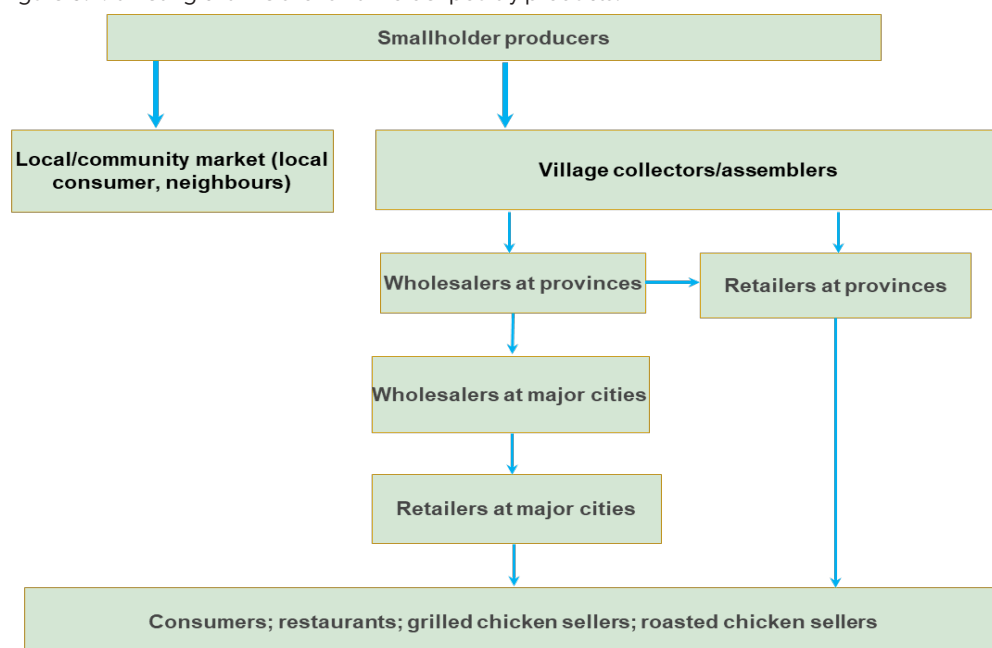 Smallholder producers
Local/community market (local
consumer, neighbours)
Village collectors/assemblers
Wholesalers at provinces
Retailers at provinces
Wholesalers at major cities
Retailers at major cities
Consumers; restaurants; grilled chicken sellers; roasted chicken sellers